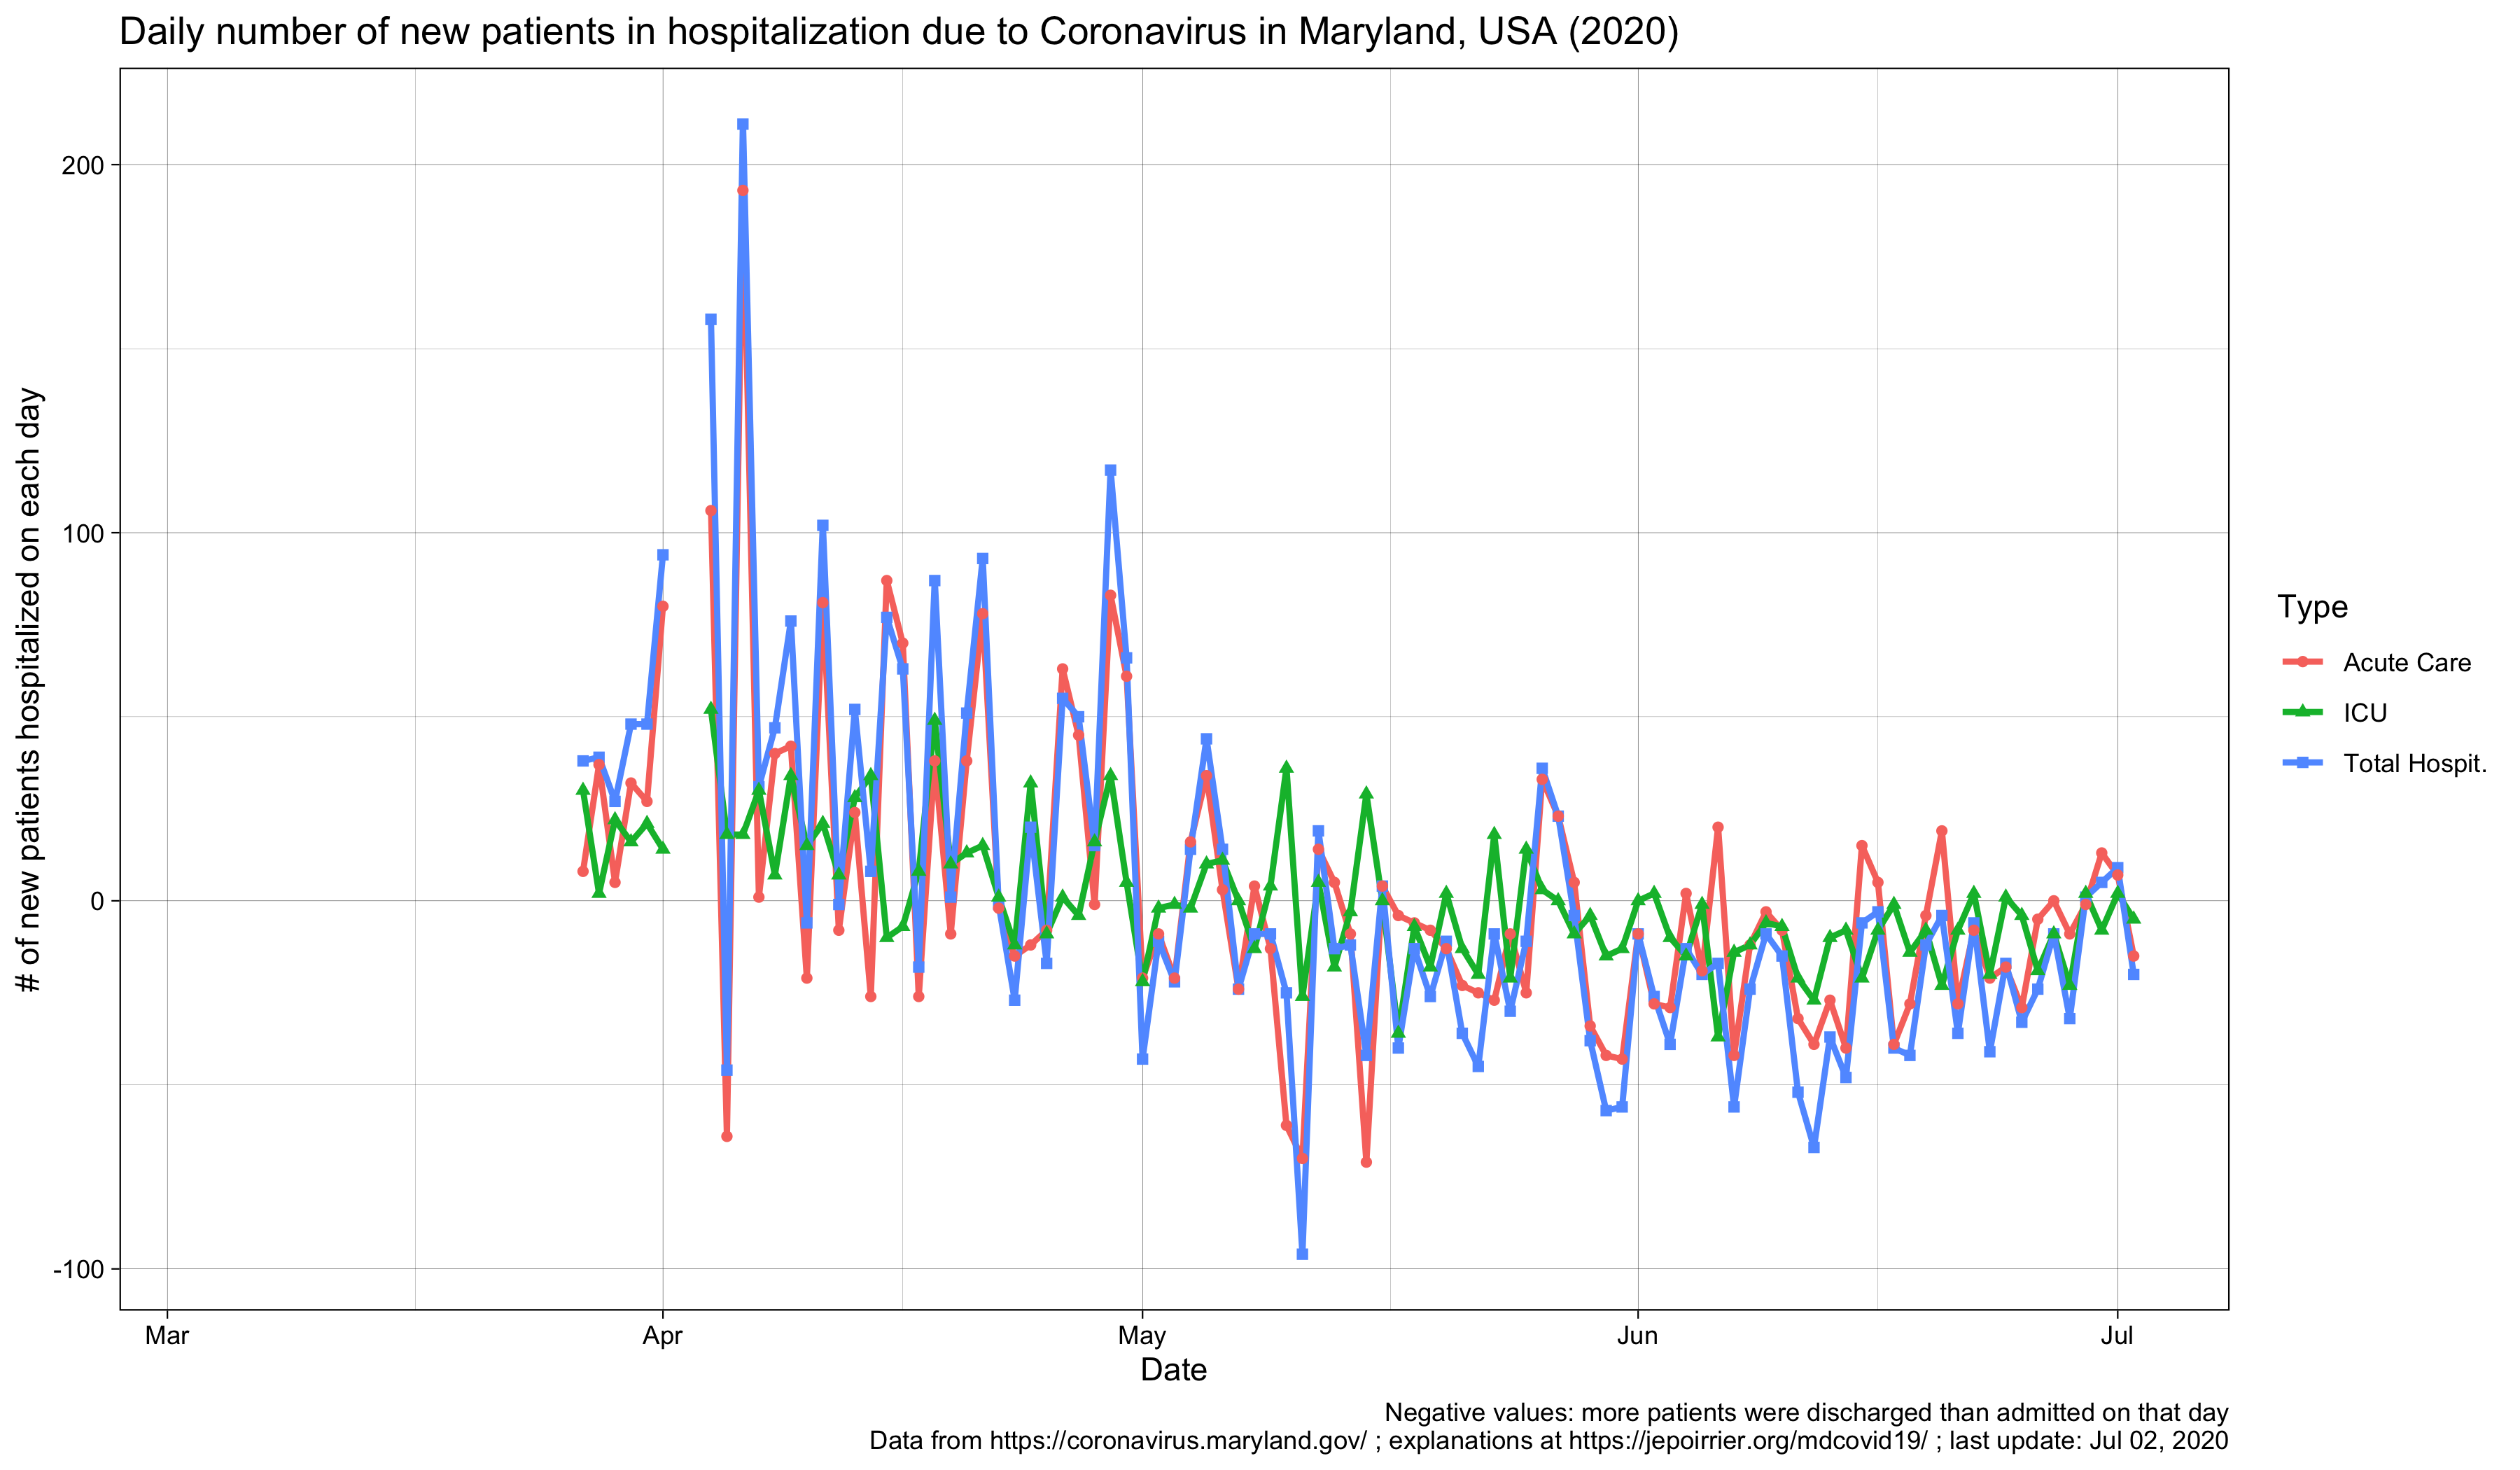 Daily number of new patients in hospitalization due to Coronavirus in Maryland, USA (2020)
# of new patients hospitalized on each day
200
100
0
-100
Mar
Apr
May
Jun
Jul
Date
Type
Acute Care
ICU
Total Hospit.
Negative values: more patients were discharged than admitted on that day
Data from https://coronavirus.maryland.gov/ ; explanations at https://jepoirrier.org/mdcovid19/ ; last update: Jul 02, 2020